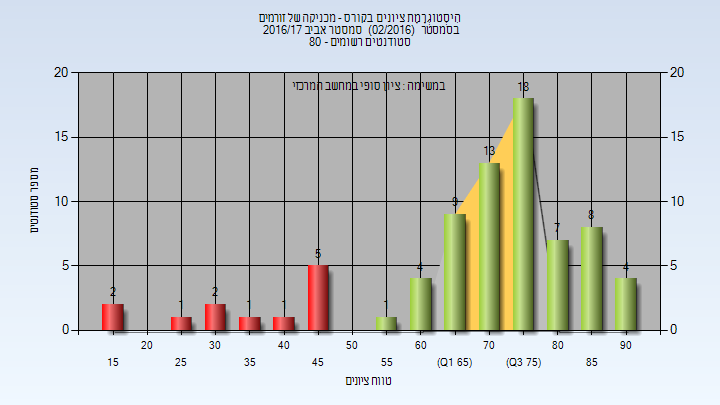 היסטוגרמת ציונים בקורס - מכניקה של זורמים
בסמסטר (02/2016) סמסטר אביב 2016/17
סטודנטים רשומים - 80
במשימה : ציון סופי במחשב המרכזי
20 20
15 15
10 10
5 5
0 0
מספר סטודנטים
2 1 2 1 1 5 1 4 9 13 18 7 8 4
20 30 40 50 60 70 80 90
15 25 35 45 55 (Q1 65) (Q3 75) 85
טווח ציונים